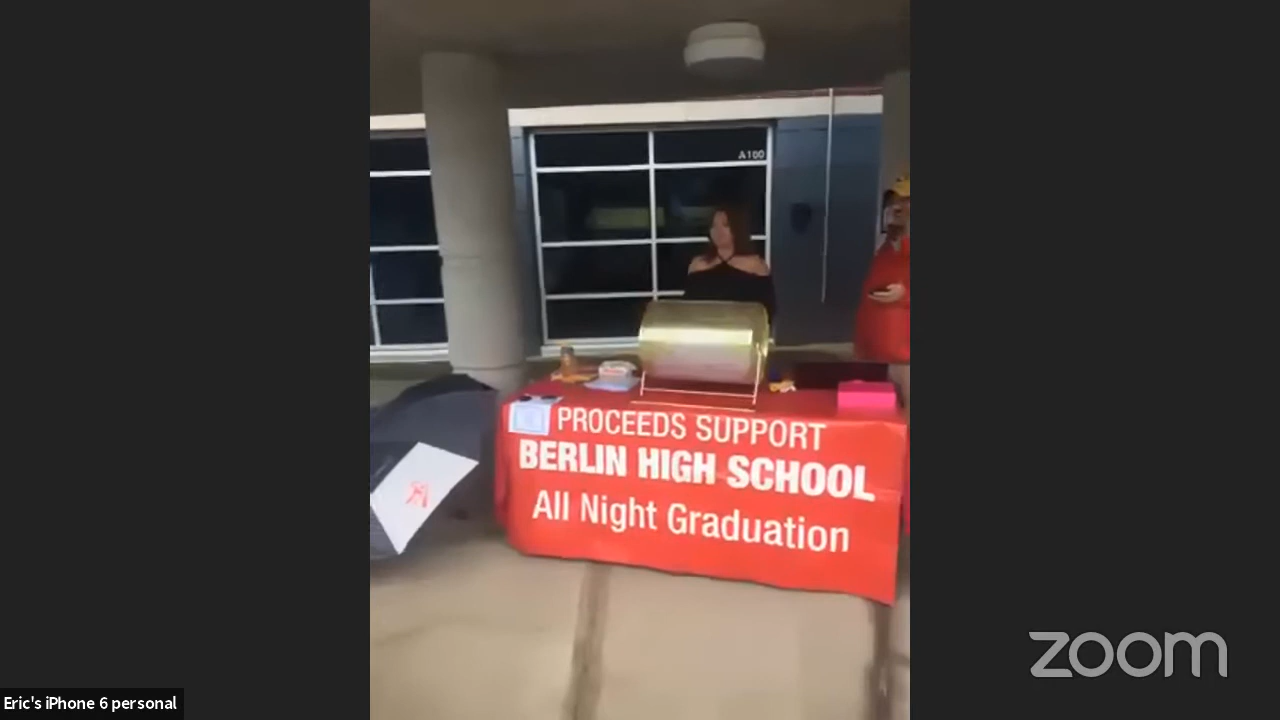 A100
PROCEEDS SUPPORT
BERLIN HIGH SCHOOL
All Night Graduation
zoom
Eric's iPhone 6 personal